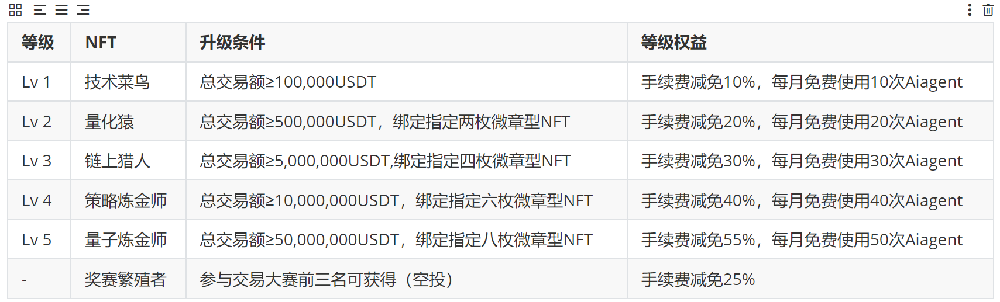 等级 NFT 升级条件 等级权益
Lv 1 技术菜鸟 总交易额≥100,000USDT 手续费减免10%，每月免费使用10次Aiagent
Lv 2 量化猿 总交易额≥500,000USDT，绑定指定两枚微章型NFT 手续费减免20%，每月免费使用20次Aiagent
Lv 3 链上猎人 总交易额≥5,000,000USDT,绑定指定四枚微章型NFT 手续费减免30%，每月免费使用30次Aiagent
Lv 4 策略炼金师 总交易额≥10,000,000USDT，绑定指定六枚微章型NFT 手续费减免40%，每月免费使用40次Aiagent
Lv 5 量子炼金师 总交易额≥50,000,000USDT，绑定指定八枚微章型NFT 手续费减免55%，每月免费使用50次Aiagent
- 奖赛繁殖者 参与交易大赛前三名可获得（空投） 手续费减免25%